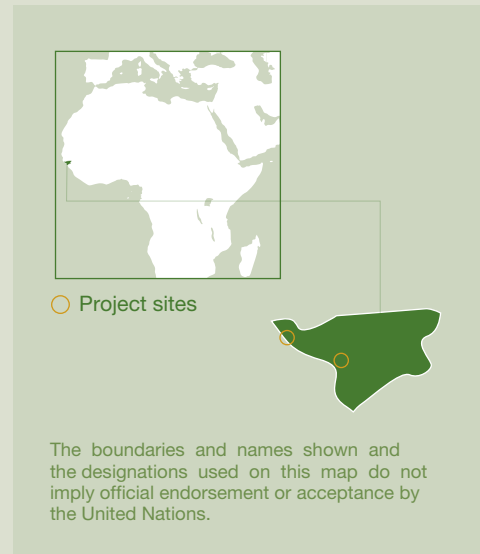 Project sites
The boundaries and names shown and
the designations used on this map do not
imply official endorsement or acceptance by
the United Nations.